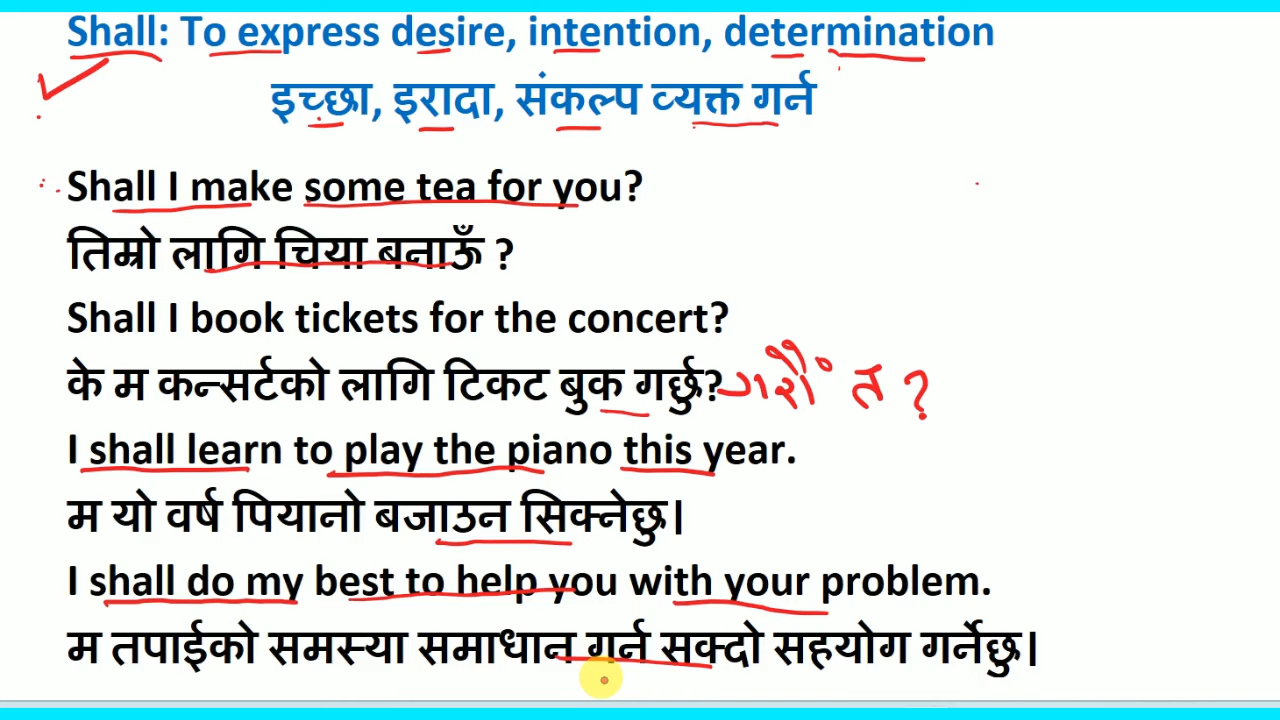 Shall: To express desire, intention, determination
इच्छा, इरादा, संकल्प व्यक्त गर्न
Shall I make some tea for you?
तिम्रो लागि चिया बनाऊँ ?
Shall I book tickets for the concert?
के म कन्सर्टको लागि टिकट बुक गर्छु? गरौं त ?
I shall learn to play the piano this year.
म यो वर्ष पियानो बजाउन सिक्नेछु।
I shall do my best to help you with your problem.
म तपाईको समस्या समाधान गर्न सक्दो सहयोग गर्नेछु।